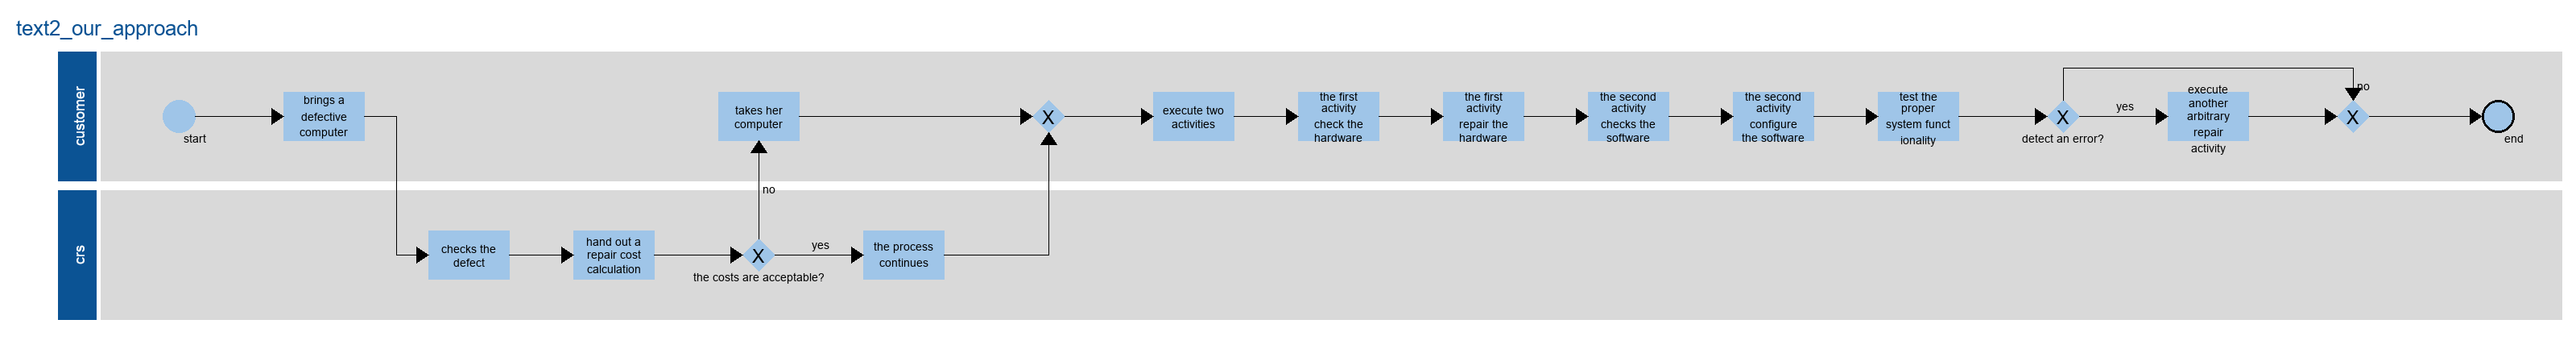 text2_our_approach
customer
start
brings a
defective
computer
takes her
computer
X
execute two
activities
the first
activity
check the
hardware
the first
activity
repair the
hardware
the second
activity
checks the
software
the second
activity
configure
the software
test the
proper
system funct
ionality
X
detect an error?
yes
execute
another
arbitrary
repair
activity
no
X
end
crs
checks the
defect
hand out a
repair cost
calculation
no
X
the costs are acceptable?
yes
the process
continues